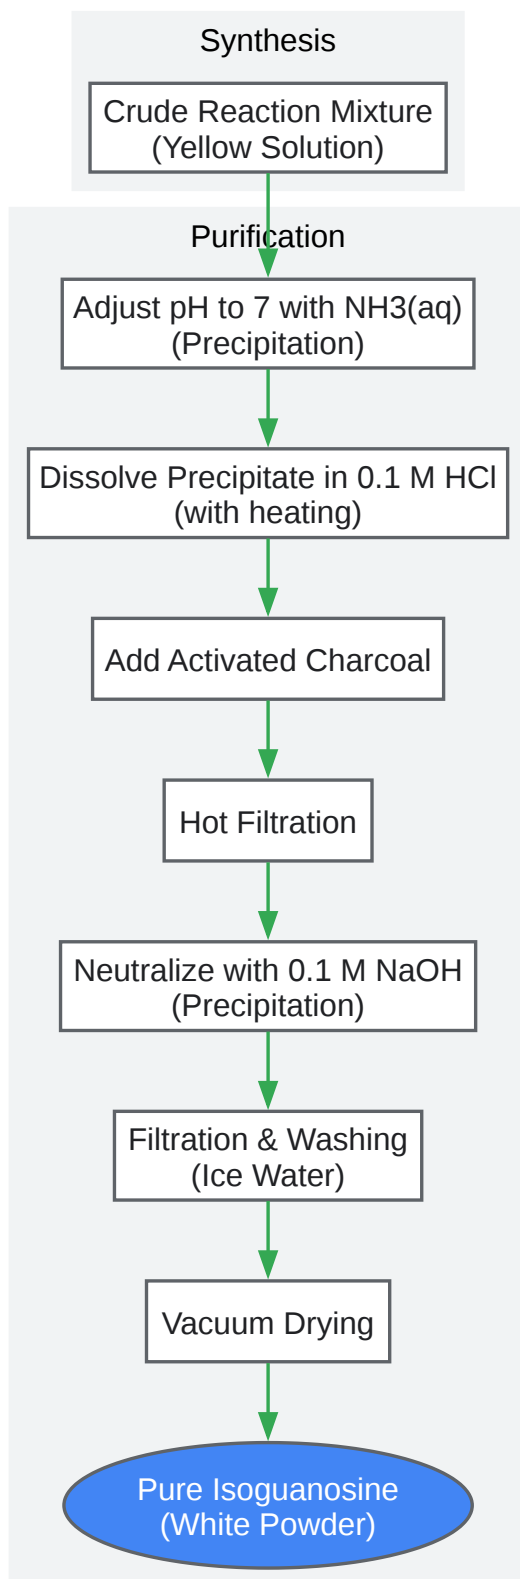 Synthesis
Crude Reaction Mixture
(Yellow Solution)
Purification
Adjust pH to 7 with NH3(aq)
(Precipitation)
Dissolve Precipitate in 0.1 M HCl
(with heating)
Add Activated Charcoal
Hot Filtration
Neutralize with 0.1 M NaOH
(Precipitation)
Filtration & Washing
(Ice Water)
Vacuum Drying
Pure Isoguanosine
(White Powder)